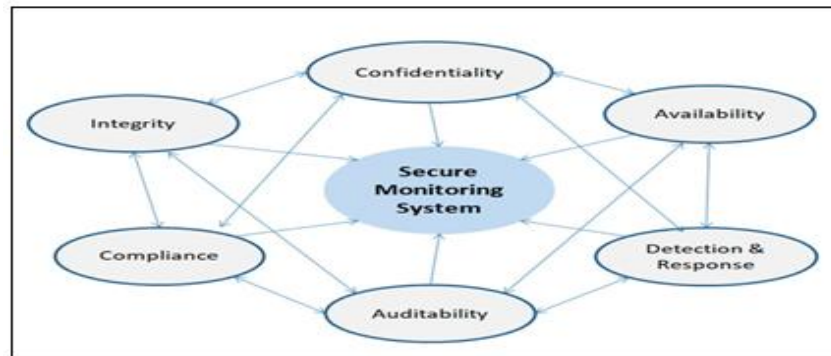 Confidentiality
Integrity
Availability
Secure
Monitoring
System
Compliance
Detection &
Response
Auditability